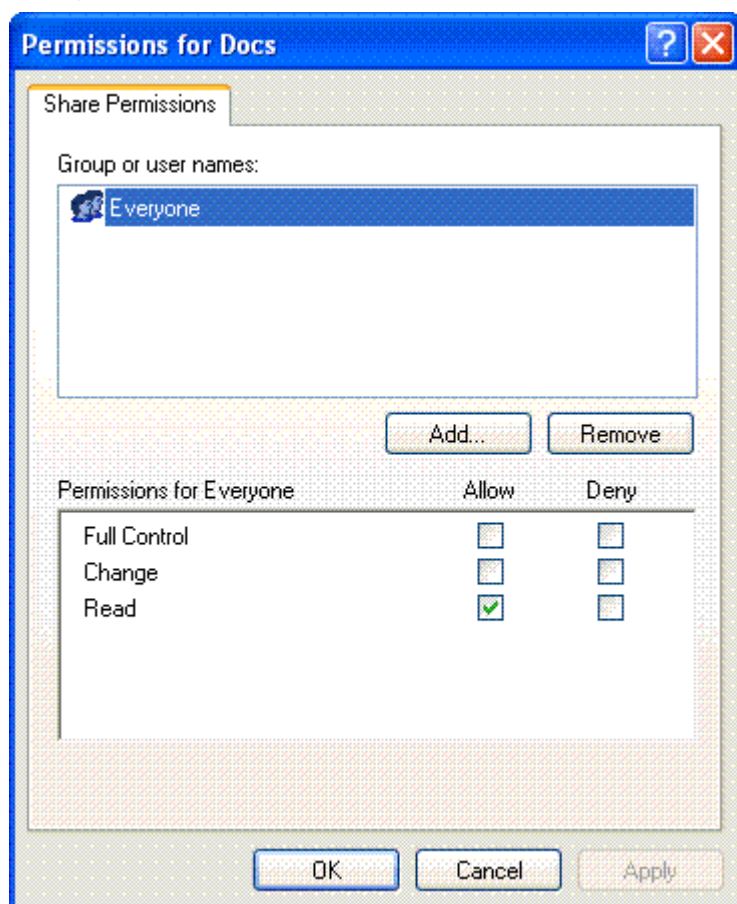 Permissions for Docs
Share Permissions
Group or user names:
Everyone
Add... Remove
Permissions for Everyone Allow Deny
Full Control
Change
Read
OK Cancel Apply